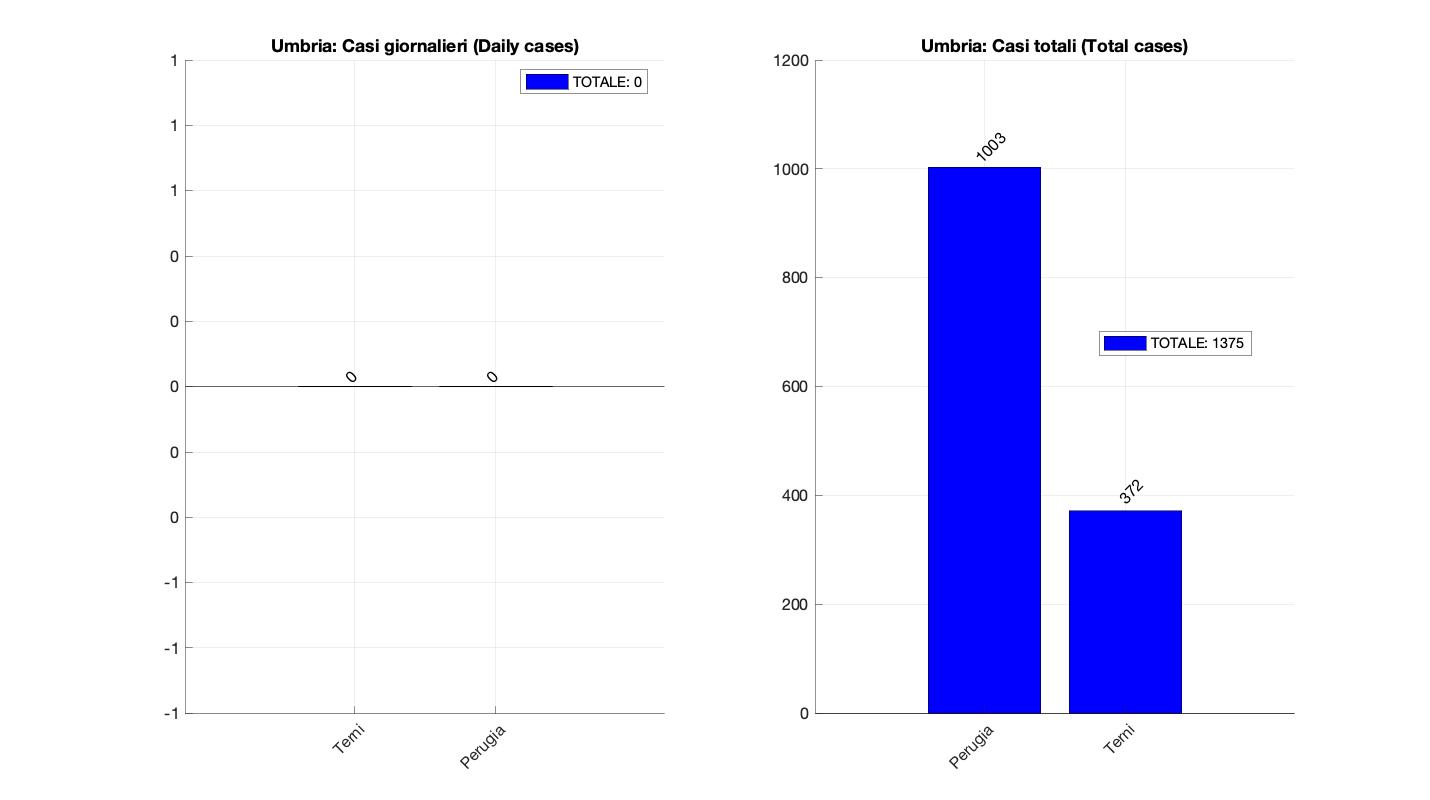 Umbria: Casi giornalieri (Daily cases)
TOTALE: 0
1
1
1
0
0
0
0
0
-1
-1
-1
0
0
Terni
Perugia
Umbria: Casi totali (Total cases)
1200
1000
800
600
400
200
0
1003
372
TOTALE: 1375
Perugia
Terni